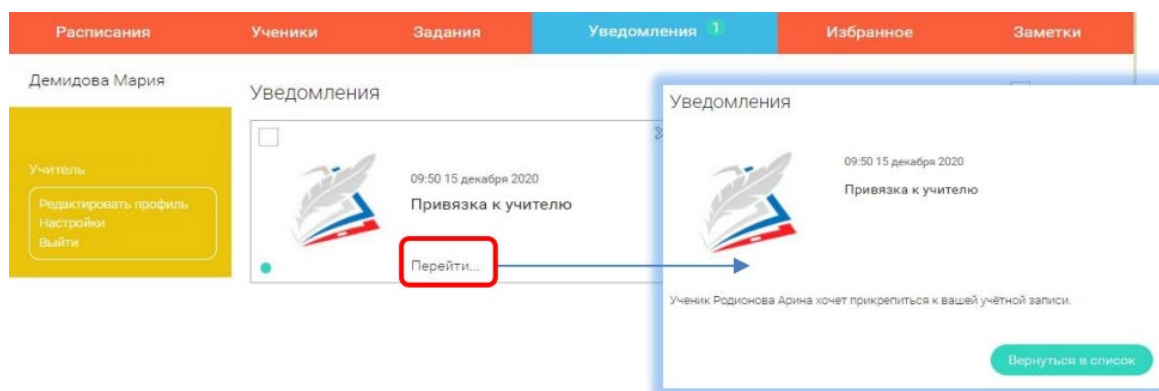 Расписания Ученики Задания Уведомления 1 Избранное Заметки
Демидова Мария
Учитель
Редактировать профиль
Настройки
Выйти
Уведомления
09:50 15 декабря 2020
Привязка к учителю
Перейти...
Уведомления
09:50 15 декабря 2020
Привязка к учителю
Ученик Родионова Арина хочет прикрепиться к вашей учётной записи.
Вернуться в список